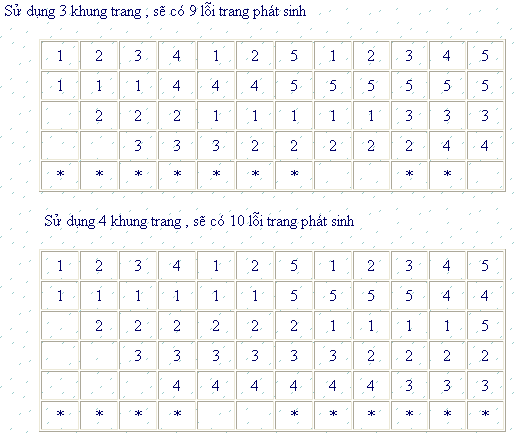 Sử dụng 3 khung trang , sẽ có 9 lỗi trang phát sinh
1 2 3 4 1 2 5 1 2 3 4 5
1 1 1 4 4 4 5 5 5 5 5 5
2 2 2 1 1 1 1 1 3 3 3
3 3 3 2 2 2 2 2 4 4
* * * * * * * * *
Sử dụng 4 khung trang , sẽ có 10 lỗi trang phát sinh
1 2 3 4 1 2 5 1 2 3 4 5
1 1 1 1 1 1 5 5 5 5 4 4
2 2 2 2 2 2 1 1 1 1 5
3 3 3 3 3 3 2 2 2 2
4 4 4 4 4 4 3 3 3
* * * * * * * * * *